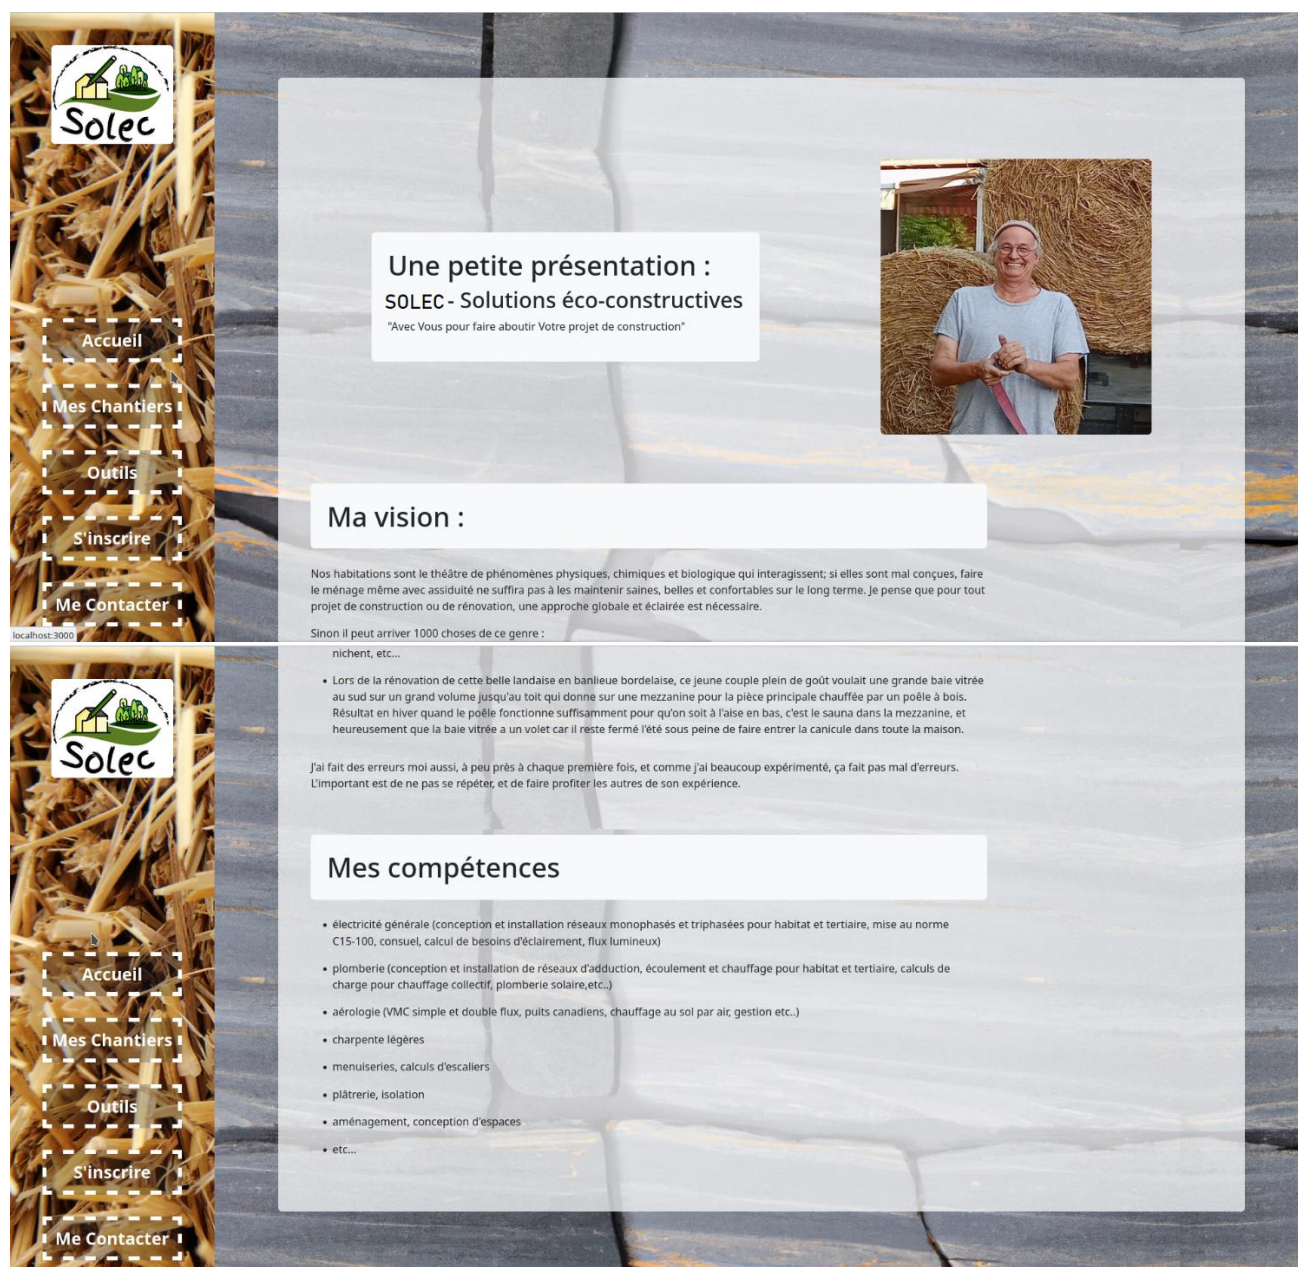 Solec
Accueil
Mes Chantiers
Outils
S'inscrire
Me Contacter
localhost:3000
Une petite présentation :
SOLEC - Solutions éco-constructives
"Avec Vous pour faire aboutir Votre projet de construction"
Ma vision :
Nos habitations sont le théâtre de phénomènes physiques, chimiques et biologique qui interagissent; si elles sont mal conçues, faire
le ménage même avec assiduité ne suffira pas à les maintenir saines, belles et confortables sur le long terme. Je pense que pour tout
projet de construction ou de rénovation, une approche globale et éclairée est nécessaire.
Sinon il peut arriver 1000 choses de ce genre :
Solec
Accueil
Mes Chantiers
Outils
S'inscrire
Me Contacter
nichent, etc...
• Lors de la rénovation de cette belle landaise en banlieue bordelaise, ce jeune couple plein de goût voulait une grande baie vitrée
au sud sur un grand volume jusqu'au toit qui donne sur une mezzanine pour la pièce principale chauffée par un poêle à bois.
Résultat en hiver quand le poêle fonctionne suffisamment pour qu'on soit à l'aise en bas, c'est le sauna dans la mezzanine, et
heureusement que la baie vitrée a un volet car il reste fermé l'été sous peine de faire entrer la canicule dans toute la maison.
J'ai fait des erreurs moi aussi, à peu près à chaque première fois, et comme j'ai beaucoup expérimenté, ça fait pas mal d'erreurs.
L'important est de ne pas se répéter, et de faire profiter les autres de son expérience.
Mes compétences
• électricité générale (conception et installation réseaux monophasés et triphasées pour habitat et tertiaire, mise au norme
C15-100, consuel, calcul de besoins d'éclairement, flux lumineux)
• plomberie (conception et installation de réseaux d'adduction, écoulement et chauffage pour habitat et tertiaire, calculs de
charge pour chauffage collectif, plomberie solaire,etc..)
• aérologie (VMC simple et double flux, puits canadiens, chauffage au sol par air, gestion etc..)
• charpente légères
• menuiseries, calculs d'escaliers
• plâtrerie, isolation
• aménagement, conception d'espaces
• etc...